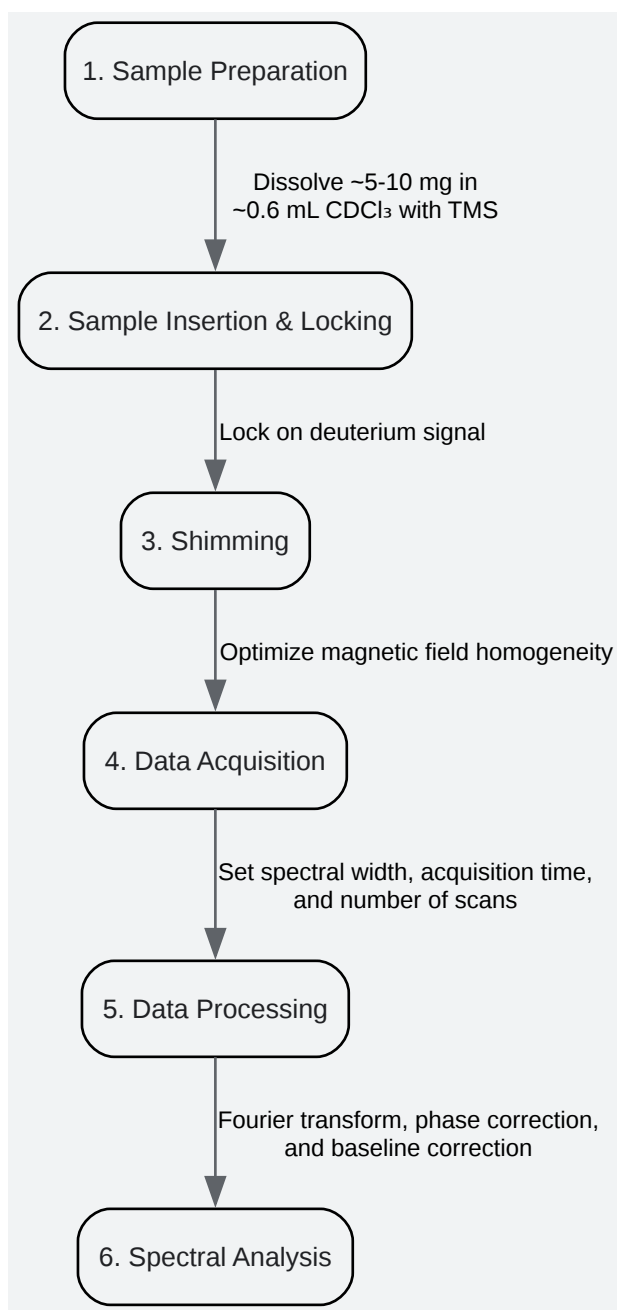 1. Sample Preparation
Dissolve ~5-10 mg in
~0.6 mL CDCl₃ with TMS
2. Sample Insertion & Locking
Lock on deuterium signal
3. Shimming
Optimize magnetic field homogeneity
4. Data Acquisition
Set spectral width, acquisition time,
and number of scans
5. Data Processing
Fourier transform, phase correction,
and baseline correction
6. Spectral Analysis